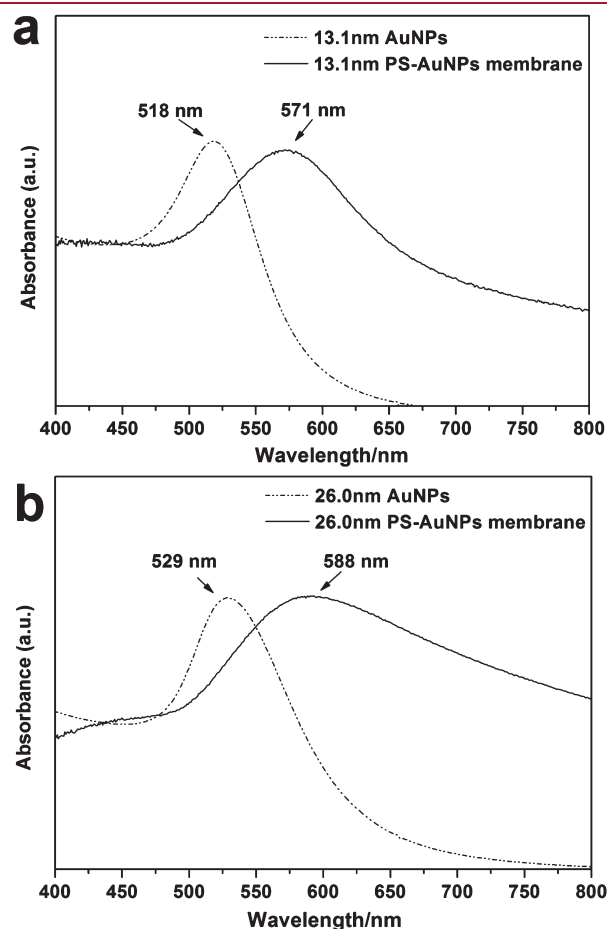 a
13.1nm AuNPs
13.1nm PS-AuNPs membrane
518 nm
571 nm
Absorbance (a.u.)
400 450 500 550 600 650 700 750 800
Wavelength/nm
b
26.0nm AuNPs
26.0nm PS-AuNPs membrane
529 nm
588 nm
Absorbance (a.u.)
400 450 500 550 600 650 700 750 800
Wavelength/nm